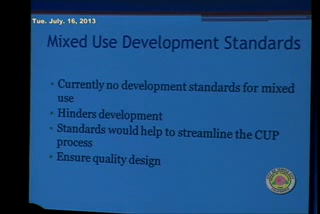 Tue. July. 16, 2013
Mixed Use Development Standards
• Currently no development standards for mixed
use
• Hinders development
• Standards would help to streamline the CUP
process
• Ensure quality design